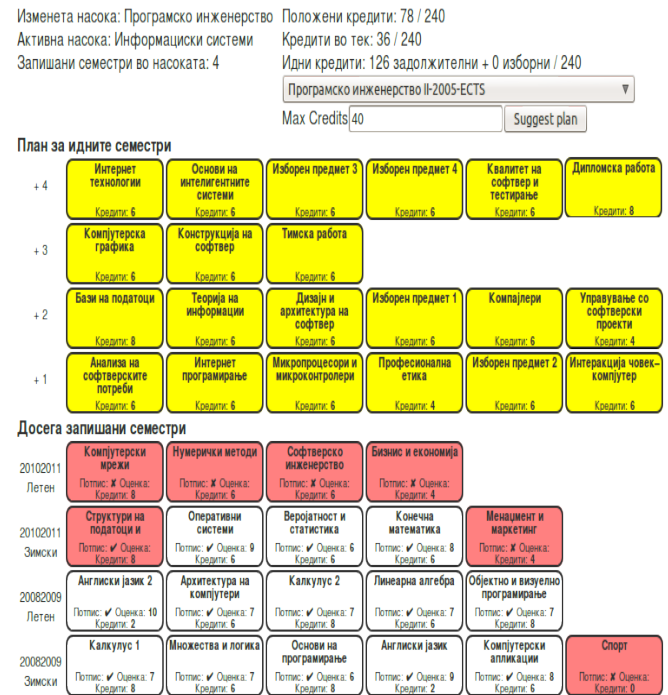 Изменета насока: Програмско инженерство Положени кредити: 78 / 240
Активна насока: Информациски системи Кредити во тек: 36 / 240
Запишани семестри во насоката: 4 Идни кредити: 126 задолжителни + 0 изборни / 240
Програмско инженерство II-2005-ECTS
Max Credits 40 Suggest plan
План за идните семестри
+ 4
Интернет
технологии
Кредити: 6
Основи на
интелигентните
системи
Кредити: 6
Изборен предмет 3
Кредити: 6
Изборен предмет 4
Кредити: 6
Квалитет на
софтвер и
тестирање
Кредити: 6
Дипломска работа
Кредити: 8
+ 3
Компјутерска
графика
Кредити: 6
Конструкција на
софтвер
Кредити: 6
Тимска работа
Кредити: 6
+ 2
Бази на податоци
Кредити: 8
Теорија на
информации
Кредити: 6
Дизајн и
архитектура на
софтвер
Кредити: 6
Изборен предмет 1
Кредити: 6
Компајлери
Кредити: 6
Управување со
софтверски
проекти
Кредити: 4
+ 1
Анализа на
софтверските
потреби
Кредити: 6
Интернет
програмирање
Кредити: 6
Микропроцесори и
микроконтролери
Кредити: 6
Професионална
етика
Кредити: 4
Изборен предмет 2
Кредити: 6
Интеракција човек–
компјутер
Кредити: 6
Досега запишани семестри
20102011
Летен
Компјутерски
мрежи
Потпис: ✘ Оценка:
Кредити: 8
Нумерички методи
Потпис: ✘ Оценка:
Кредити: 6
Софтверско
инженерство
Потпис: ✘ Оценка:
Кредити: 6
Бизнис и економија
Потпис: ✘ Оценка:
Кредити: 4
20102011
Зимски
Структури на
податоци и
Потпис: ✔ Оценка:
Кредити: 8
Оперативни
системи
Потпис: ✔ Оценка: 9
Кредити: 6
Веројатност и
статистика
Потпис: ✔ Оценка: 6
Кредити: 6
Конечна
математика
Потпис: ✔ Оценка: 8
Кредити: 6
Менаџмент и
маркетинг
Потпис: ✘ Оценка:
Кредити: 4
20082009
Летен
Англиски јазик 2
Потпис: ✔ Оценка: 10
Кредити: 2
Архитектура на
компјутери
Потпис: ✔ Оценка: 7
Кредити: 6
Калкулус 2
Потпис: ✔ Оценка: 7
Кредити: 8
Линеарна алгебра
Потпис: ✔ Оценка: 7
Кредити: 6
Објектно и визуелно
програмирање
Потпис: ✔ Оценка: 7
Кредити: 8
20082009
Зимски
Калкулус 1
Потпис: ✔ Оценка: 7
Кредити: 8
Множества и логика
Потпис: ✔ Оценка: 7
Кредити: 6
Основи на
програмирање
Потпис: ✔ Оценка: 6
Кредити: 8
Англиски јазик
Потпис: ✔ Оценка: 9
Кредити: 2
Компјутерски
апликации
Потпис: ✔ Оценка: 8
Кредити: 6
Спорт
Потпис: ✘ Оценка:
Кредити: 0